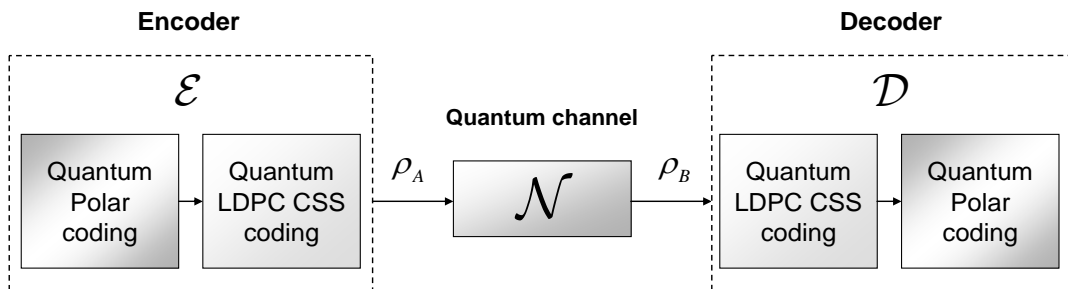 Encoder
Decoder
ℰ
𝒟
Quantum channel
Quantum
Polar
coding
Quantum
LDPC CSS
coding
ρ_A
𝒩
ρ_B
Quantum
LDPC CSS
coding
Quantum
Polar
coding